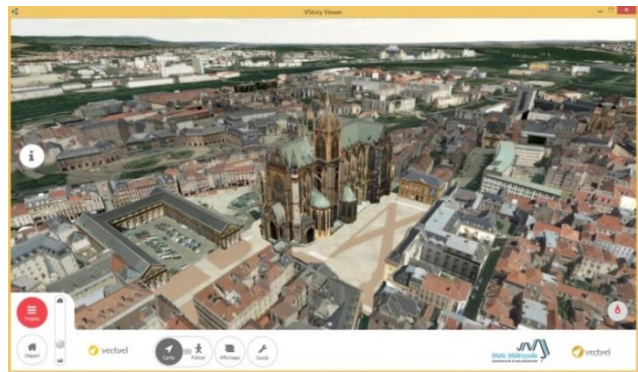 VStory Viewer
i
Projets
Départ
vectuel
Carte
Piéton
Affichage
Outils
Metz Métropole
vectuel